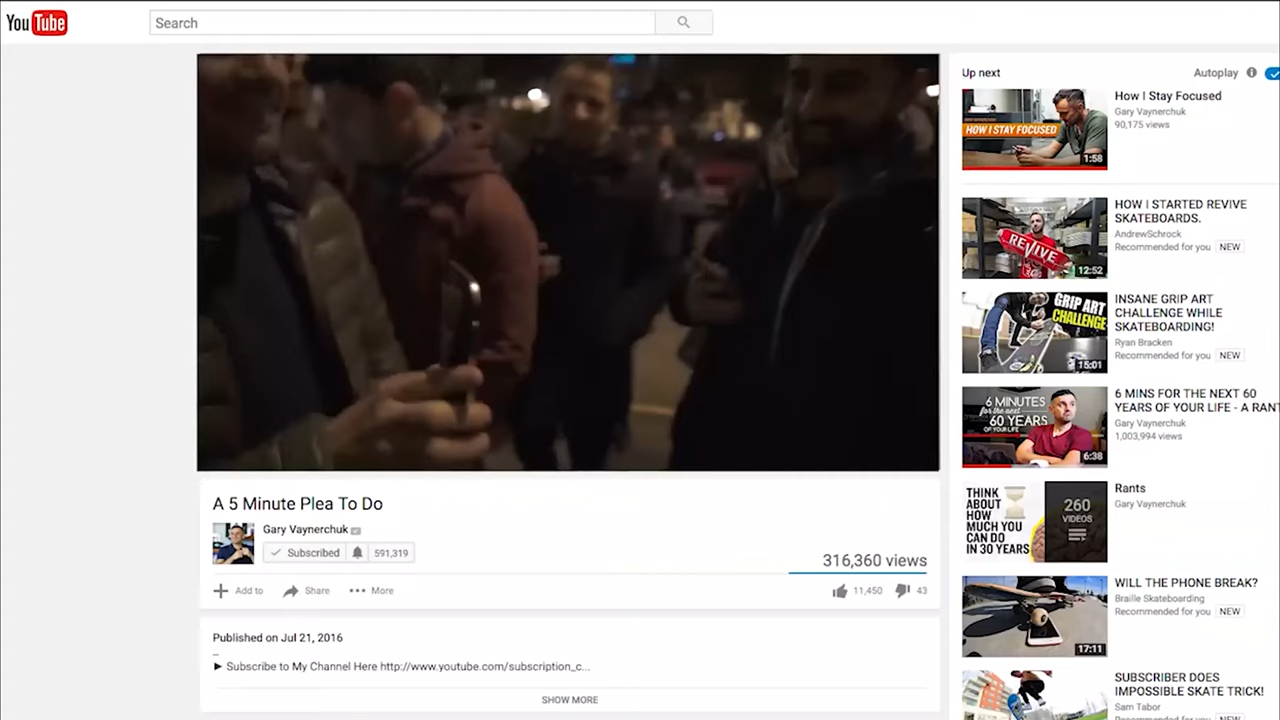 YouTube
Search
Up next
Autoplay
How I Stay Focused
Gary Vaynerchuk
90,175 views
HOW I STAY FOCUSED
1:58
HOW I STARTED REVIVE
SKATEBOARDS.
AndrewSchrock
Recommended for you NEW
REVIVE
12:52
INSANE GRIP ART
CHALLENGE WHILE
SKATEBOARDING!
Ryan Bracken
Recommended for you NEW
GRIP ART
CHALLENGE
15:01
6 MINS FOR THE NEXT 60
YEARS OF YOUR LIFE - A RANT
Gary Vaynerchuk
1,003,994 views
6 MINUTES
for the next
60 YEARS
OF YOUR LIFE
6:38
Rants
Gary Vaynerchuk
THINK
ABOUT
HOW
MUCH YOU
CAN DO
IN 30 YEARS
260
VIDEOS
WILL THE PHONE BREAK?
Braille Skateboarding
Recommended for you NEW
17:11
SUBSCRIBER DOES
IMPOSSIBLE SKATE TRICK!
Sam Tabor
Recommended for you NEW
A 5 Minute Plea To Do
Gary Vaynerchuk
Subscribed 591,319
316,360 views
Add to Share More 11,450 43
Published on Jul 21, 2016
–
► Subscribe to My Channel Here http://www.youtube.com/subscription_c...
SHOW MORE